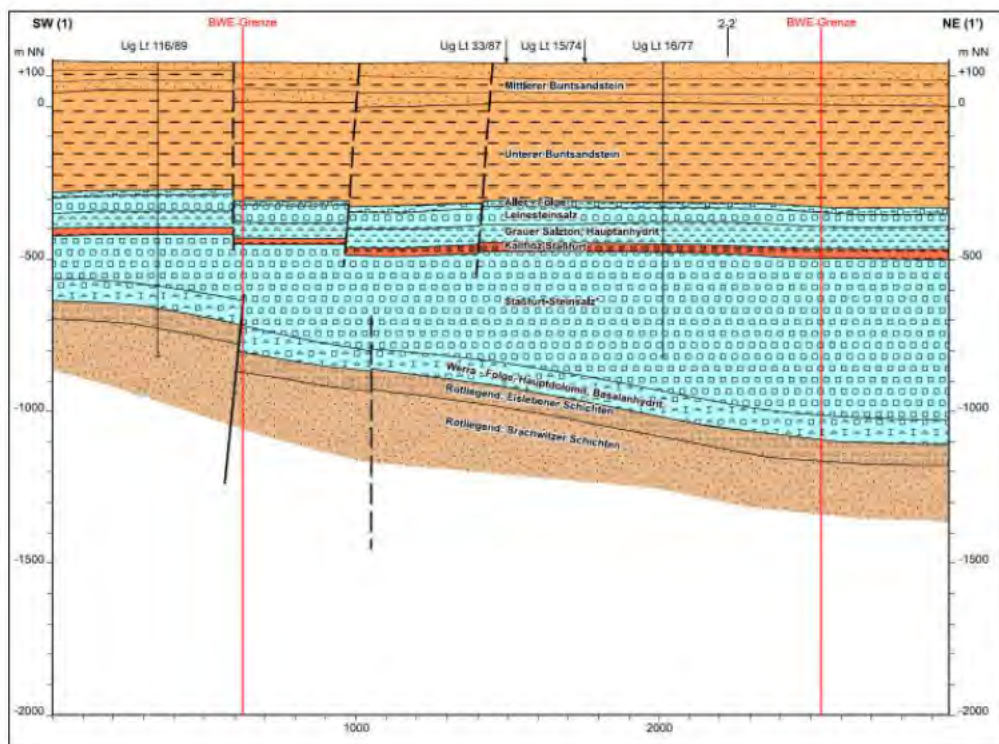 SW (1)
BWE-Grenze
2-2
BWE-Grenze
NE (1')
m NN
Ug Lt 116/89
Ug Lt 33/87
Ug Lt 15/74
Ug Lt 16/77
m NN
+100
+100
Mittlerer Buntsandstein
0
0
Unterer Buntsandstein
Aller - Folge
Leinesteinsalz
Grauer Salzton, Hauptanhydrit
Kaliflöz Staßfurt
-500
-500
Staßfurt-Steinsalz*
Werra - Folge, Hauptdolomit, Basalanhydrit
Rotliegend: Eislebener Schichten
-1000
-1000
Rotliegend: Brachwitzer Schichten
-1500
-1500
-2000
-2000
1000
2000